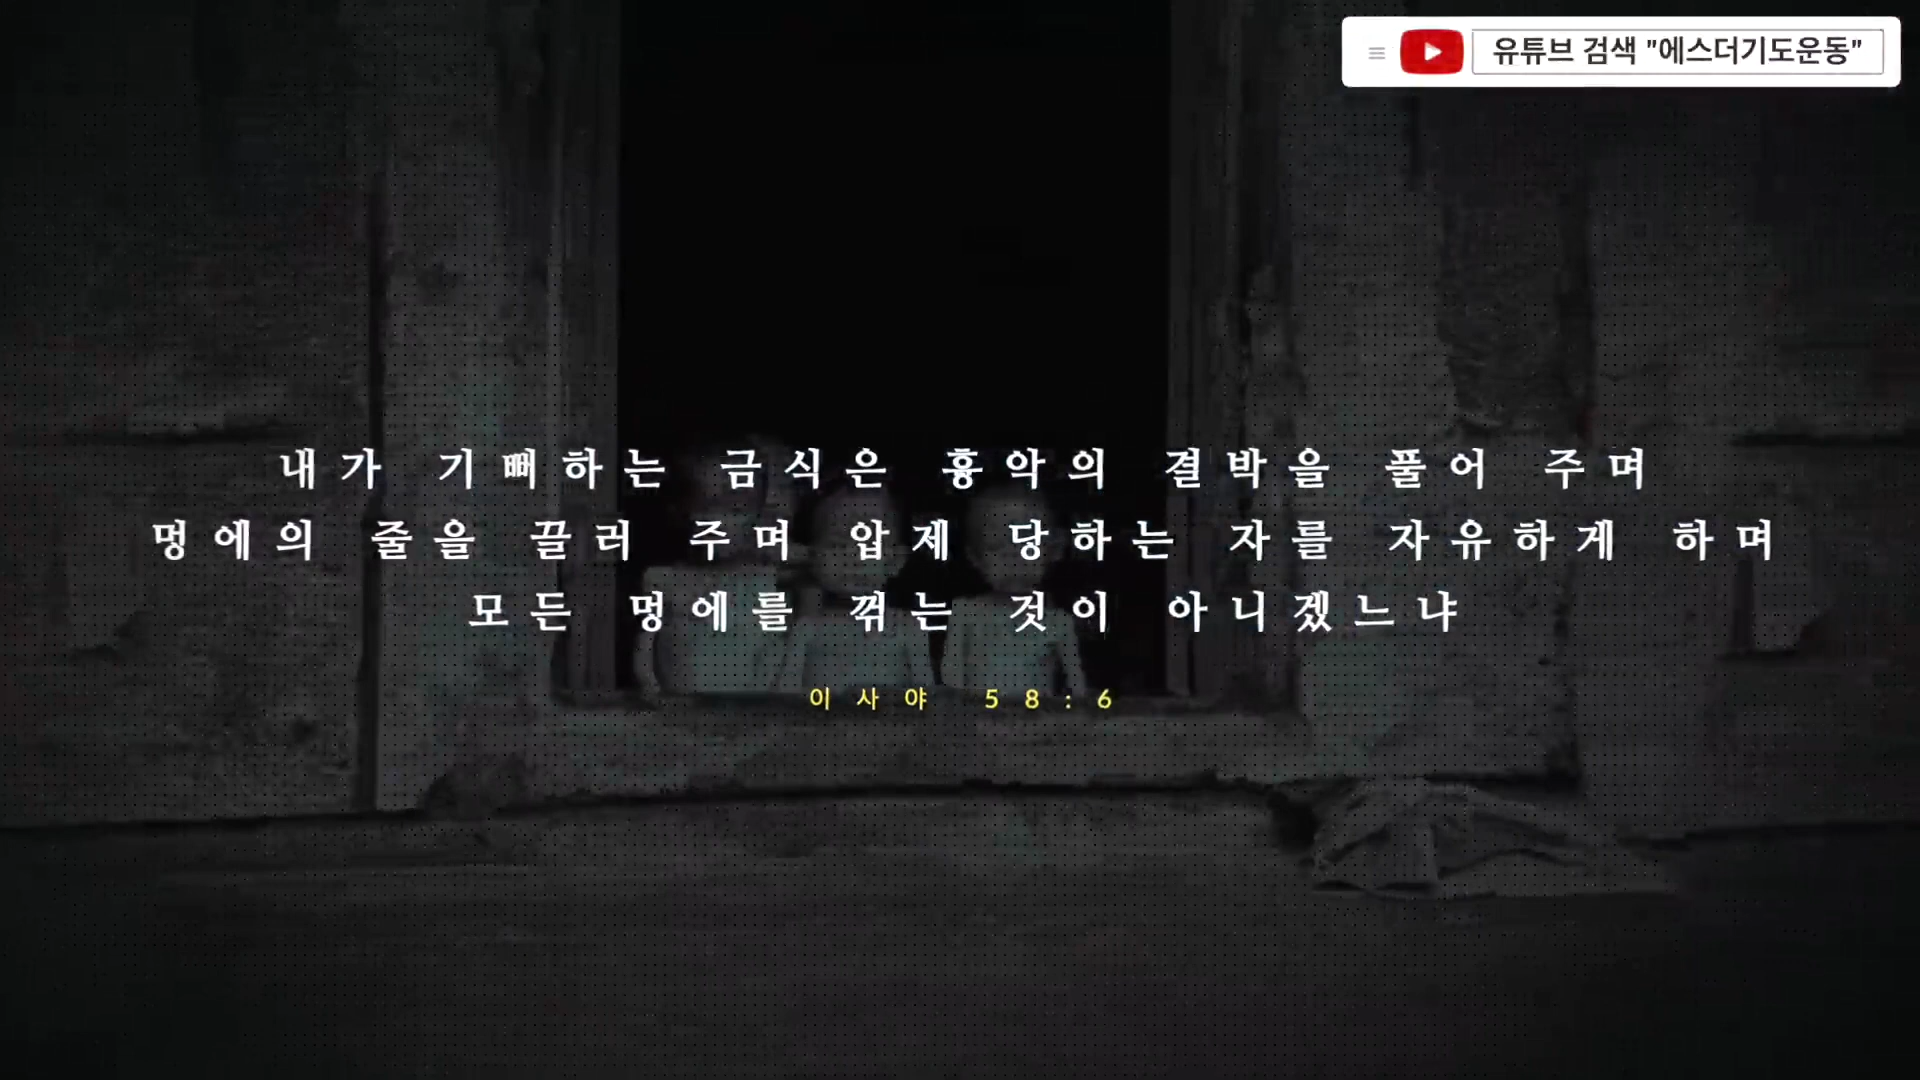 유튜브 검색 "에스더기도운동"
내가 기뻐하는 금식은 흉악의 결박을 풀어 주며
멍에의 줄을 끌러 주며 압제 당하는 자를 자유하게 하며
모든 멍에를 꺾는 것이 아니겠느냐
이사야 58:6